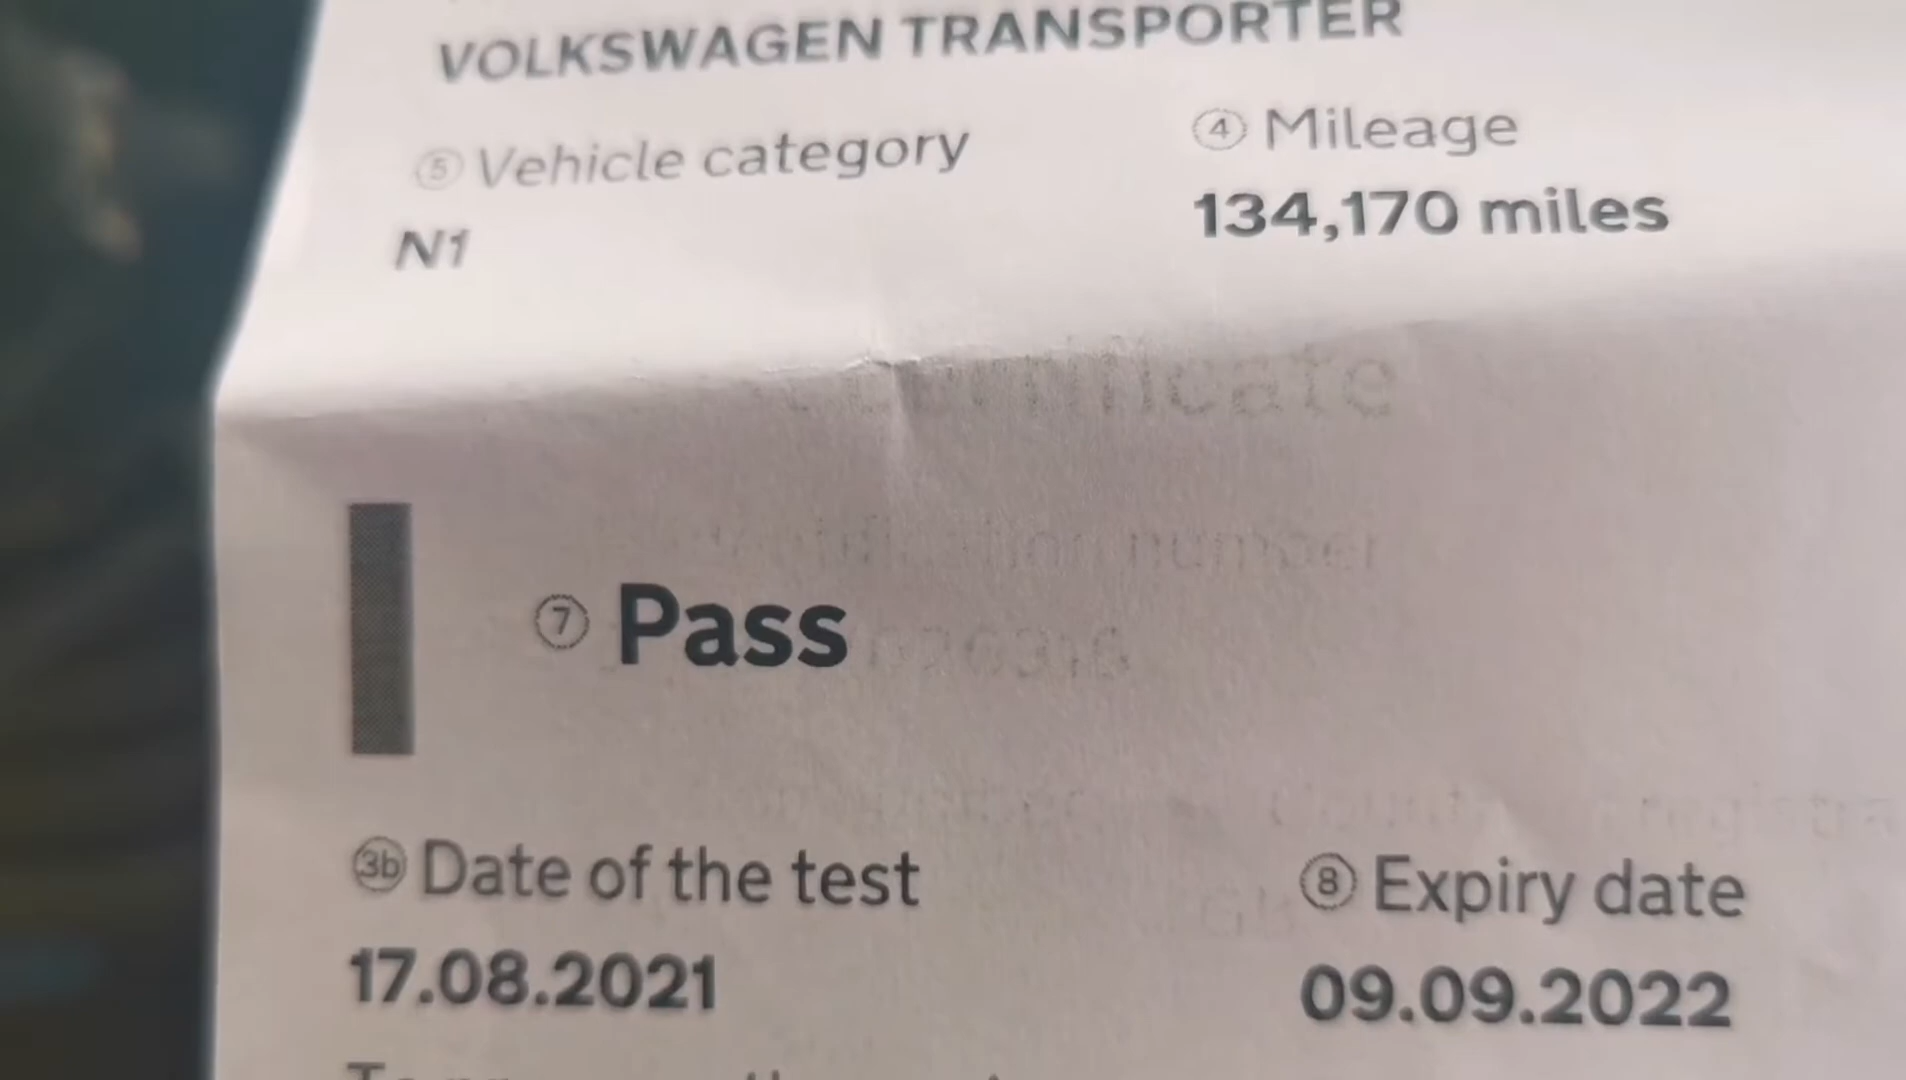 VOLKSWAGEN TRANSPORTER
5 Vehicle category
4 Mileage
N1
134,170 miles
7 Pass
3b Date of the test
8 Expiry date
17.08.2021
09.09.2022